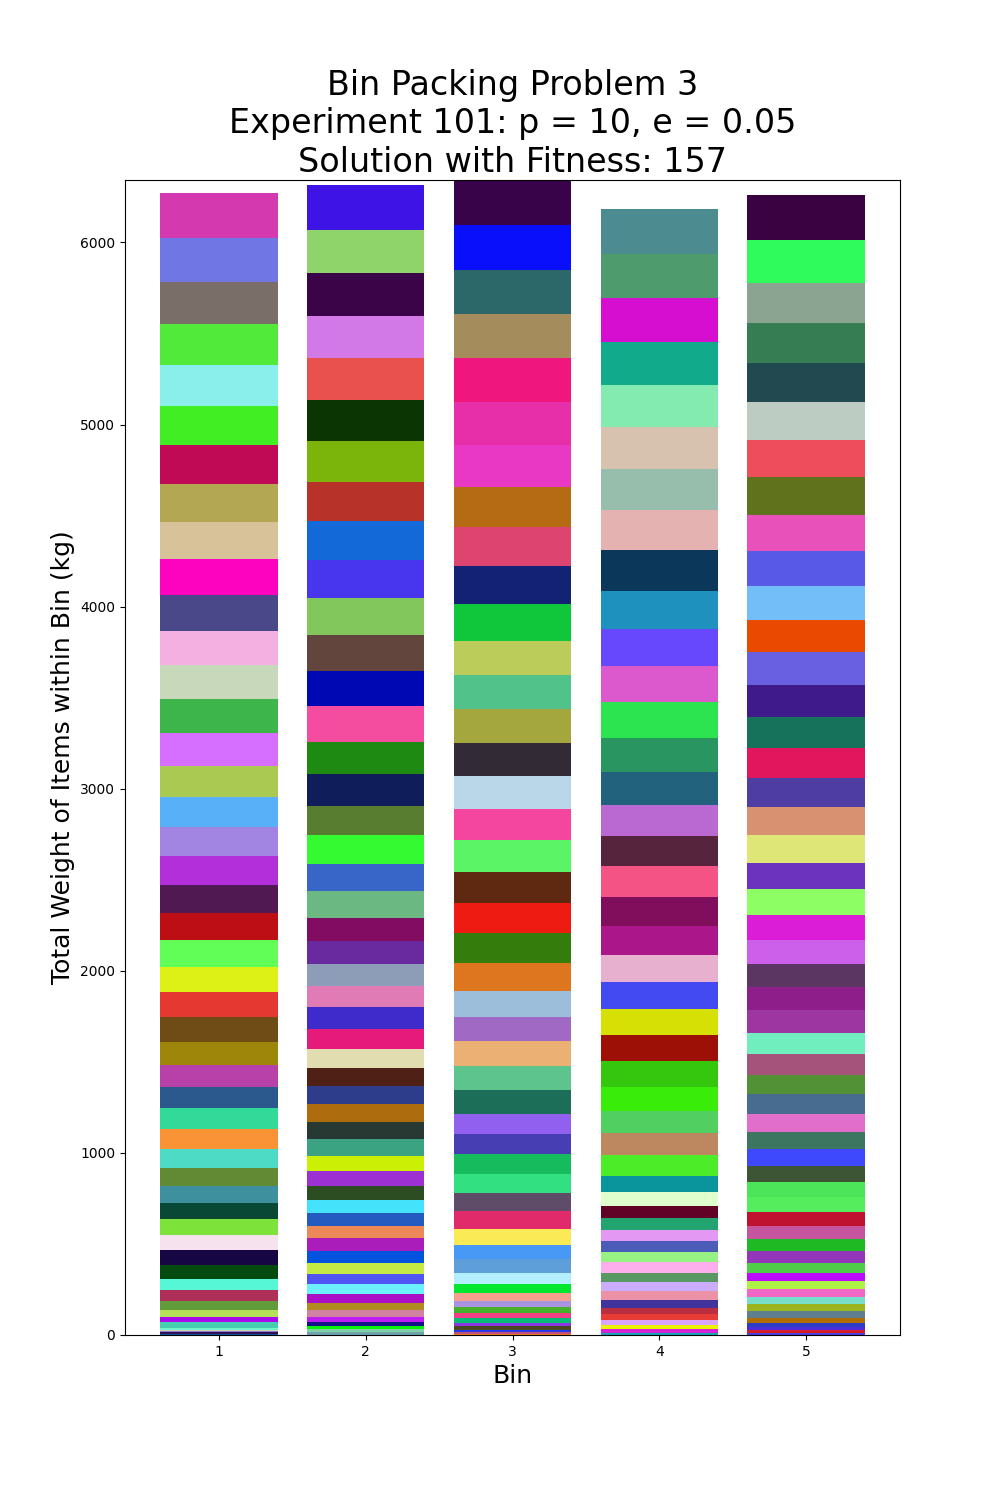 Bin Packing Problem 3
Experiment 101: p = 10, e = 0.05
Solution with Fitness: 157
Total Weight of Items within Bin (kg)
6000
5000
4000
3000
2000
1000
0
1 2 3 4 5
Bin